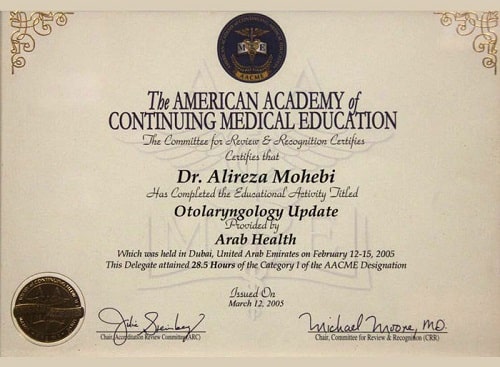 AACME
The AMERICAN ACADEMY of
CONTINUING MEDICAL EDUCATION
The Committee for Review & Recognition Certifies
Certifies that
Dr. Alireza Mohebi
Has Completed the Educational Activity Titled
Otolaryngology Update
Provided by
Arab Health
Which was held in Dubai, United Arab Emirates on February 12-15, 2005
This Delegate attained 28.5 Hours of the Category 1 of the AACME Designation
Issued On
March 12, 2005
Michael Moore, MD.
Chair, Accreditation Review Committee(ARC)
Chair, Committee for Review & Recognition (CRR)